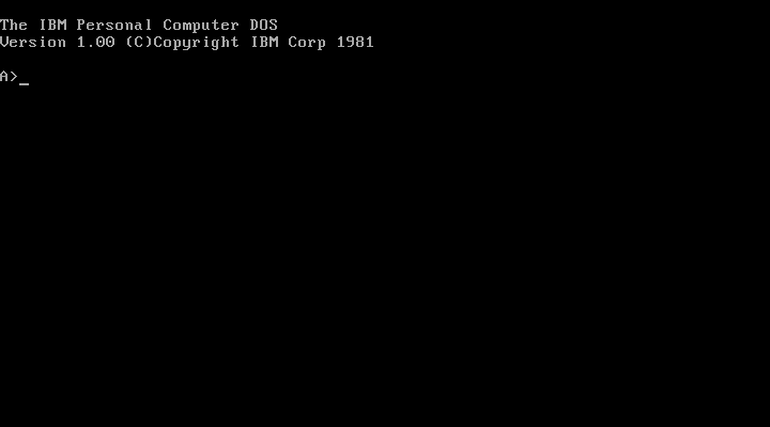 The IBM Personal Computer DOS
Version 1.00 (C)Copyright IBM Corp 1981
A>_